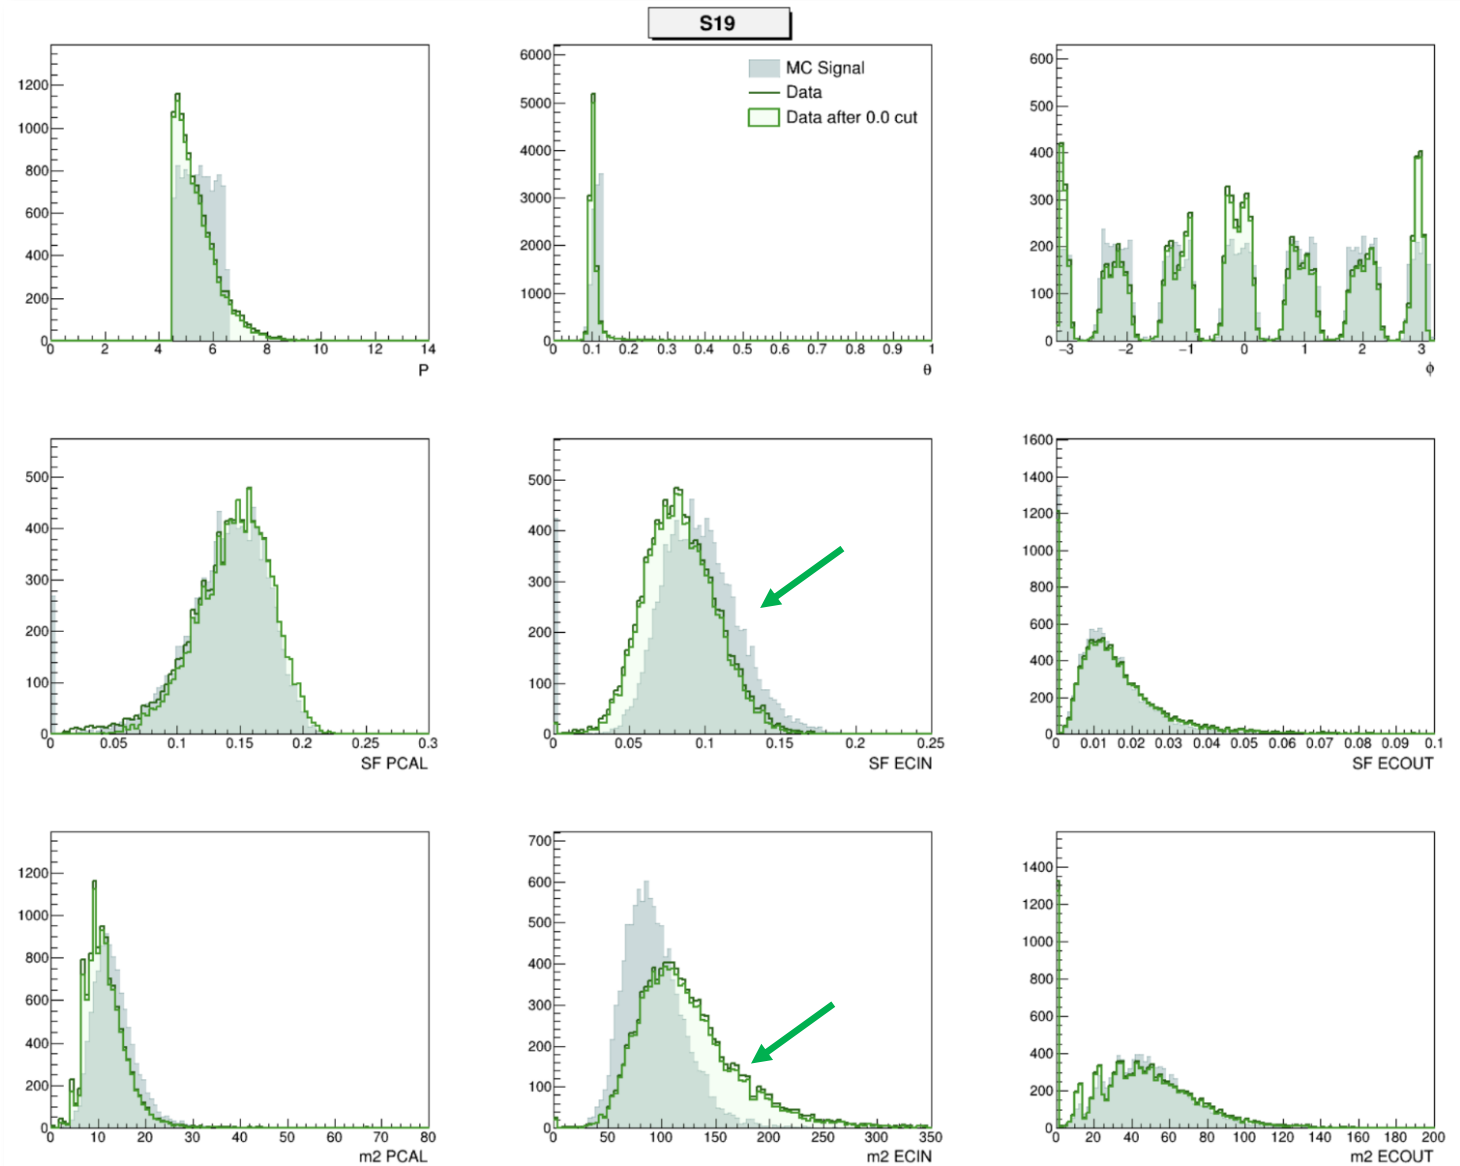 S19
1200
1000
800
600
400
200
0
0 2 4 6 8 10 12 14
P
6000
5000
4000
3000
2000
1000
0
0 0.1 0.2 0.3 0.4 0.5 0.6 0.7 0.8 0.9 1
θ
MC Signal
Data
Data after 0.0 cut
600
500
400
300
200
100
0
−3 −2 −1 0 1 2 3
ϕ
500
400
300
200
100
0
0 0.05 0.1 0.15 0.2 0.25 0.3
SF PCAL
500
400
300
200
100
0
0 0.05 0.1 0.15 0.2 0.25
SF ECIN
1600
1400
1200
1000
800
600
400
200
0
0 0.01 0.02 0.03 0.04 0.05 0.06 0.07 0.08 0.09 0.1
SF ECOUT
1200
1000
800
600
400
200
0
0 10 20 30 40 50 60 70 80
m2 PCAL
700
600
500
400
300
200
100
0
0 50 100 150 200 250 300 350
m2 ECIN
1400
1200
1000
800
600
400
200
0
0 20 40 60 80 100 120 140 160 180 200
m2 ECOUT